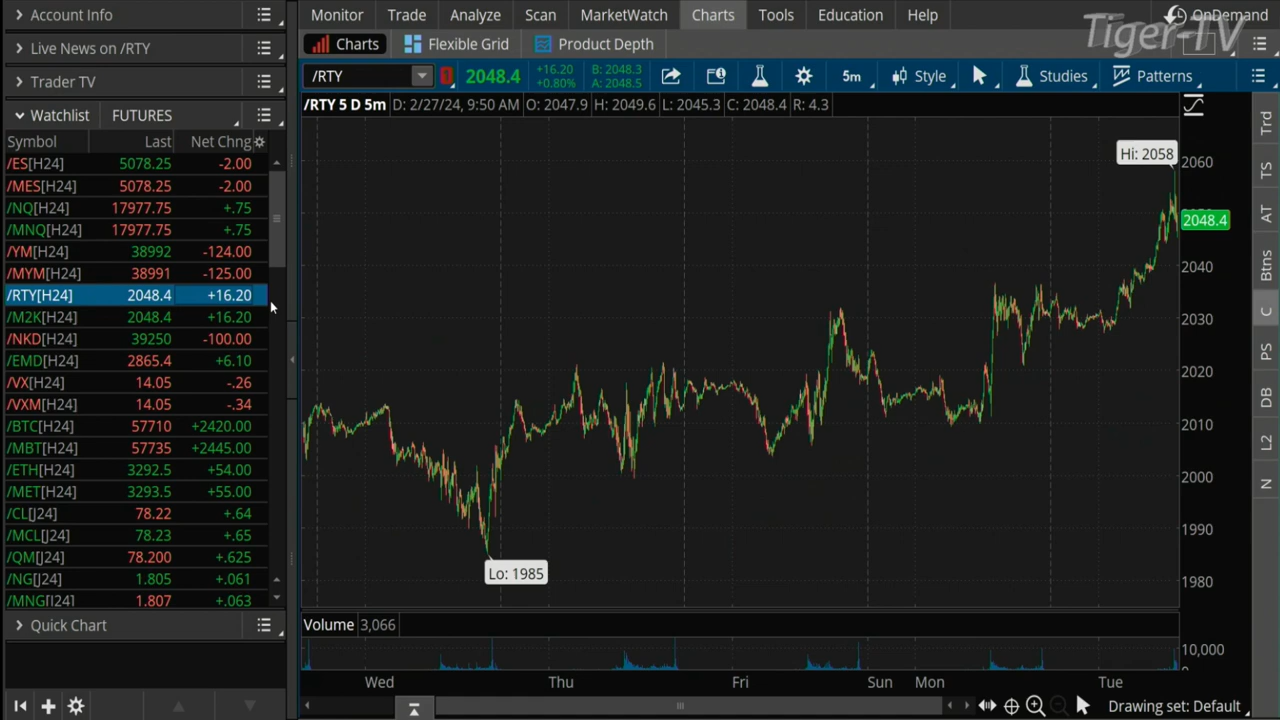 Account Info
Live News on /RTY
Trader TV
Watchlist FUTURES
Symbol Last Net Chng
/ES[H24] 5078.25 -2.00
/MES[H24] 5078.25 -2.00
/NQ[H24] 17977.75 +.75
/MNQ[H24] 17977.75 +.75
/YM[H24] 38992 -124.00
/MYM[H24] 38991 -125.00
/RTY[H24] 2048.4 +16.20
/M2K[H24] 2048.4 +16.20
/NKD[H24] 39250 -100.00
/EMD[H24] 2865.4 +6.10
/VX[H24] 14.05 -.26
/VXM[H24] 14.05 -.34
/BTC[H24] 57710 +2420.00
/MBT[H24] 57735 +2445.00
/ETH[H24] 3292.5 +54.00
/MET[H24] 3293.5 +55.00
/CL[J24] 78.22 +.64
/MCL[J24] 78.23 +.65
/QM[J24] 78.200 +.625
/NG[J24] 1.805 +.061
/MNG[J24] 1.807 +.063
Quick Chart
Monitor Trade Analyze Scan MarketWatch Charts Tools Education Help OnDemand
Tiger-TV
Charts Flexible Grid Product Depth
/RTY 2048.4 +16.20 +0.80% B: 2048.3 A: 2048.5 5m Style Studies Patterns
/RTY 5 D 5m D: 2/27/24, 9:50 AM O: 2047.9 H: 2049.6 L: 2045.3 C: 2048.4 R: 4.3
Hi: 2058
2060
2048.4
2040
2030
2020
2010
2000
1990
1980
Lo: 1985
Volume 3,066
10,000
Wed Thu Fri Sun Mon Tue
Drawing set: Default
Trd
TS
AT
Btns
C
PS
DB
L2
N